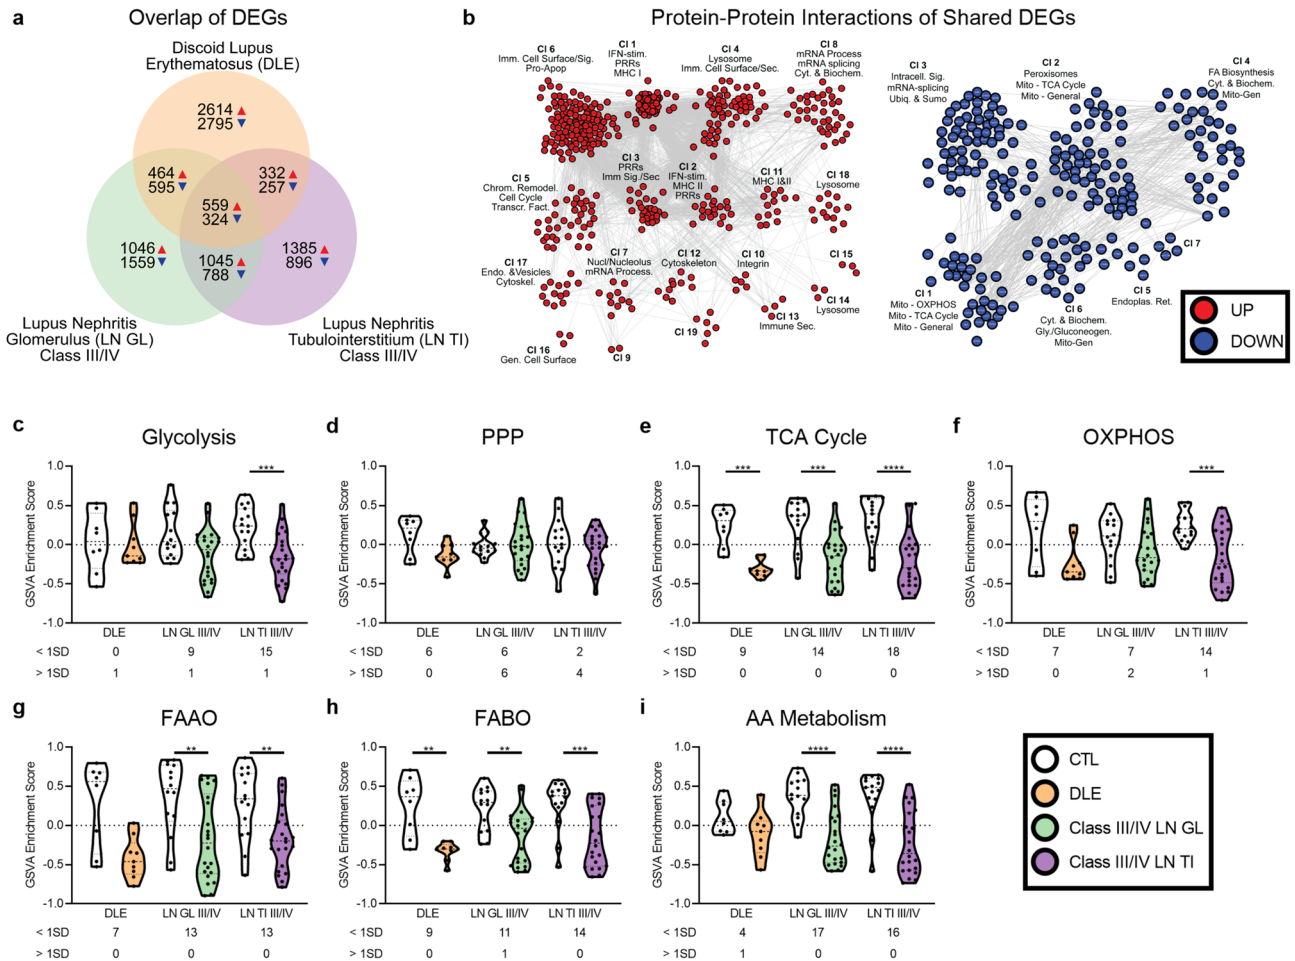 a
Overlap of DEGs
Discoid Lupus
Erythematosus (DLE)
2614
2795
464
595
332
257
559
324
1046
1559
1045
788
1385
896
Lupus Nephritis
Glomerulus (LN GL)
Class III/IV
Lupus Nephritis
Tubulointerstitium (LN TI)
Class III/IV
b
Protein-Protein Interactions of Shared DEGs
Cl 6
Imm. Cell Surface/Sig.
Pro-Apop
Cl 1
IFN-stim.
PRRs
MHC I
Cl 4
Lysosome
Imm. Cell Surface/Sec.
Cl 8
mRNA Process
mRNA splicing
Cyt. & Biochem.
Cl 5
Chrom. Remodel.
Cell Cycle
Transcr. Fact.
Cl 3
PRRs
Imm Sig./Sec
Cl 2
IFN-stim.
MHC II
PRRs
Cl 11
MHC I&II
Cl 18
Lysosome
Cl 17
Endo. &Vesicles
Cytoskel.
Cl 7
Nucl/Nucleolus
mRNA Process.
Cl 12
Cytoskeleton
Cl 10
Integrin
Cl 15
Cl 14
Lysosome
Cl 13
Immune Sec.
Cl 19
Cl 16
Gen. Cell Surface
Cl 9
Cl 3
Intracell. Sig.
mRNA-splicing
Ubiq. & Sumo
Cl 2
Peroxisomes
Mito - TCA Cycle
Mito - General
Cl 4
FA Biosynthesis
Cyt. & Biochem.
Mito-Gen
Cl 7
Cl 5
Endoplas. Ret.
Cl 1
Mito - OXPHOS
Mito - TCA Cycle
Mito - General
Cl 6
Cyt. & Biochem.
Gly./Gluconeogen.
Mito-Gen
UP
DOWN
c
Glycolysis
GSVA Enrichment Score
1.0
0.5
0.0
-0.5
-1.0
***
DLE LN GL III/IV LN TI III/IV
< 1SD 0 9 15
> 1SD 1 1 1
d
PPP
GSVA Enrichment Score
1.0
0.5
0.0
-0.5
-1.0
DLE LN GL III/IV LN TI III/IV
< 1SD 6 6 2
> 1SD 0 6 4
e
TCA Cycle
GSVA Enrichment Score
1.0
0.5
0.0
-0.5
-1.0
*** *** ****
DLE LN GL III/IV LN TI III/IV
< 1SD 9 14 18
> 1SD 0 0 0
f
OXPHOS
GSVA Enrichment Score
1.0
0.5
0.0
-0.5
-1.0
***
DLE LN GL III/IV LN TI III/IV
< 1SD 7 7 14
> 1SD 0 2 1
g
FAAO
GSVA Enrichment Score
1.0
0.5
0.0
-0.5
-1.0
** **
DLE LN GL III/IV LN TI III/IV
< 1SD 7 13 13
> 1SD 0 0 0
h
FABO
GSVA Enrichment Score
1.0
0.5
0.0
-0.5
-1.0
** ** ***
DLE LN GL III/IV LN TI III/IV
< 1SD 9 11 14
> 1SD 0 1 0
i
AA Metabolism
GSVA Enrichment Score
1.0
0.5
0.0
-0.5
-1.0
**** ****
DLE LN GL III/IV LN TI III/IV
< 1SD 4 17 16
> 1SD 1 0 0
CTL
DLE
Class III/IV LN GL
Class III/IV LN TI